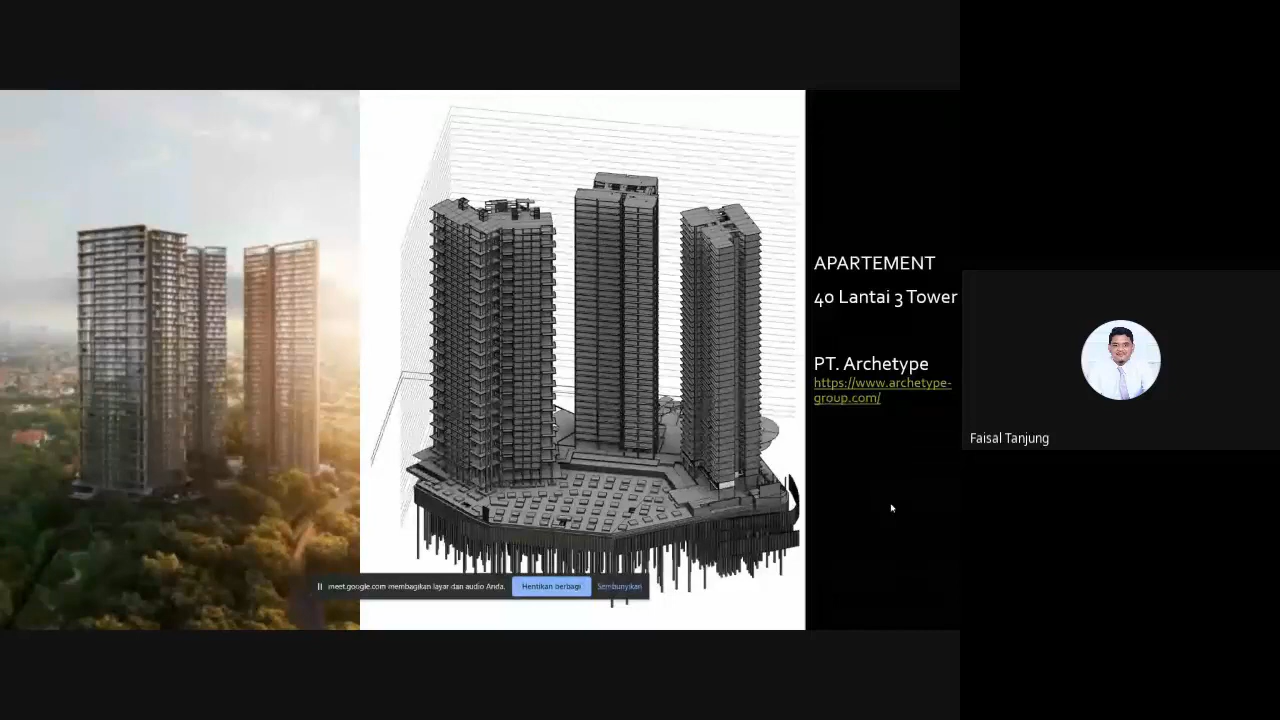 APARTEMENT
40 Lantai 3 Tower
PT. Archetype
https://www.archetype-
group.com/
Faisal Tanjung
meet.google.com membagikan layar dan audio Anda.
Hentikan berbagi
Sembunyikan